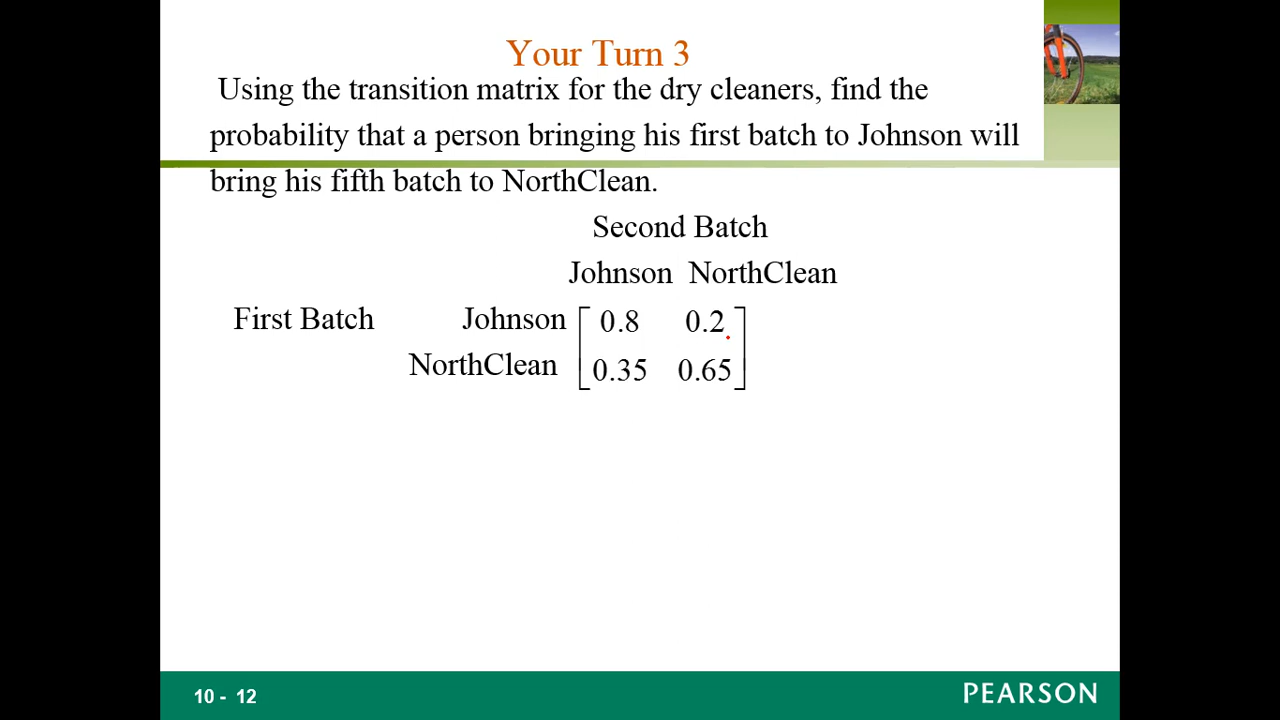 Your Turn 3
Using the transition matrix for the dry cleaners, find the
probability that a person bringing his first batch to Johnson will
bring his fifth batch to NorthClean.
Second Batch
Johnson NorthClean
First Batch Johnson 0.8 0.2
NorthClean 0.35 0.65
10 - 12
PEARSON